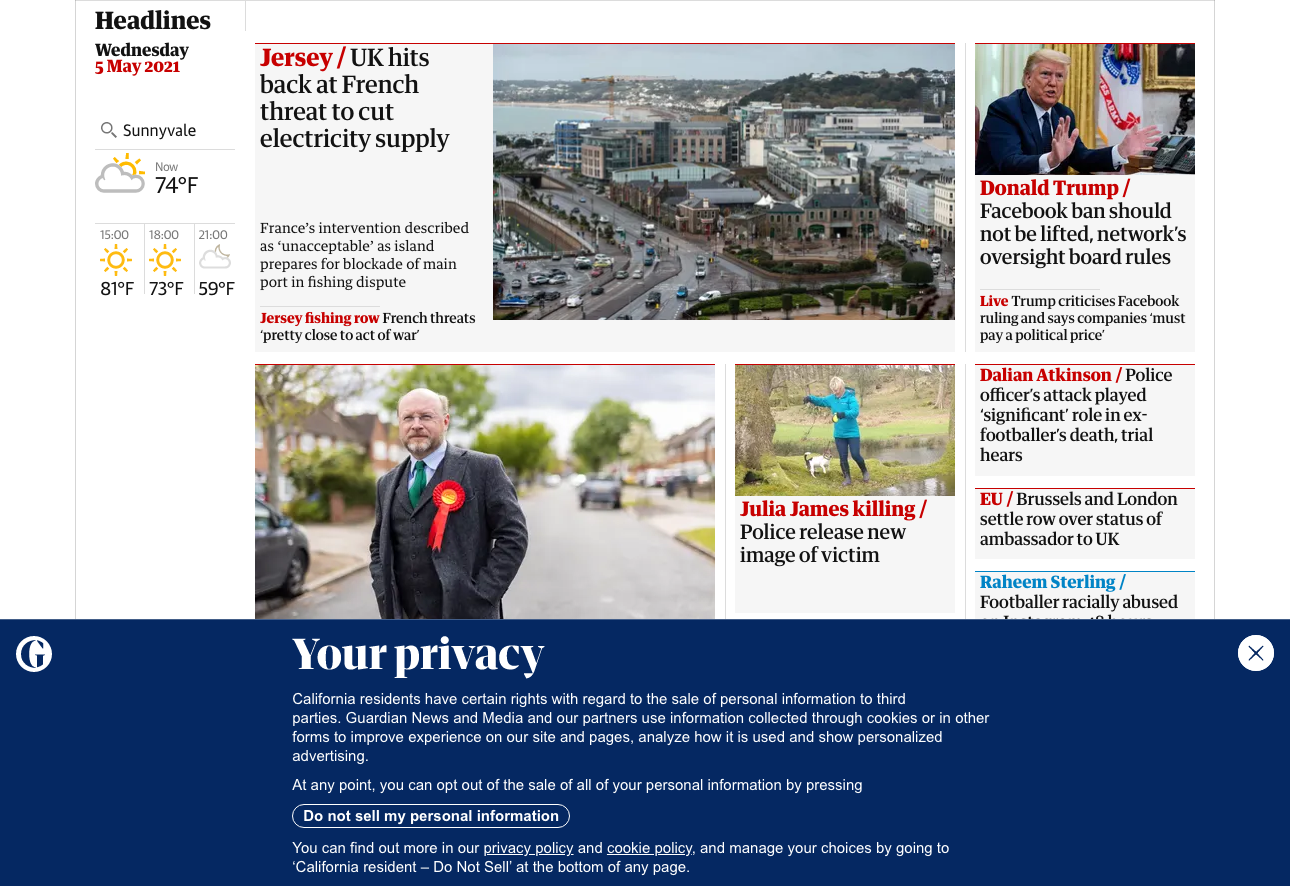 Headlines
Wednesday
5 May 2021
Sunnyvale
Now
74°F
15:00
18:00
21:00
81°F
73°F
59°F
Jersey / UK hits
back at French
threat to cut
electricity supply
France’s intervention described
as ‘unacceptable’ as island
prepares for blockade of main
port in fishing dispute
Jersey fishing row French threats
‘pretty close to act of war’
Donald Trump /
Facebook ban should
not be lifted, network’s
oversight board rules
Live Trump criticises Facebook
ruling and says companies ‘must
pay a political price’
Julia James killing /
Police release new
image of victim
Dalian Atkinson / Police
officer’s attack played
‘significant’ role in ex-
footballer’s death, trial
hears
EU / Brussels and London
settle row over status of
ambassador to UK
Raheem Sterling /
Footballer racially abused
Your privacy
California residents have certain rights with regard to the sale of personal information to third
parties. Guardian News and Media and our partners use information collected through cookies or in other
forms to improve experience on our site and pages, analyze how it is used and show personalized
advertising.
At any point, you can opt out of the sale of all of your personal information by pressing
Do not sell my personal information
You can find out more in our privacy policy and cookie policy, and manage your choices by going to
‘California resident – Do Not Sell’ at the bottom of any page.